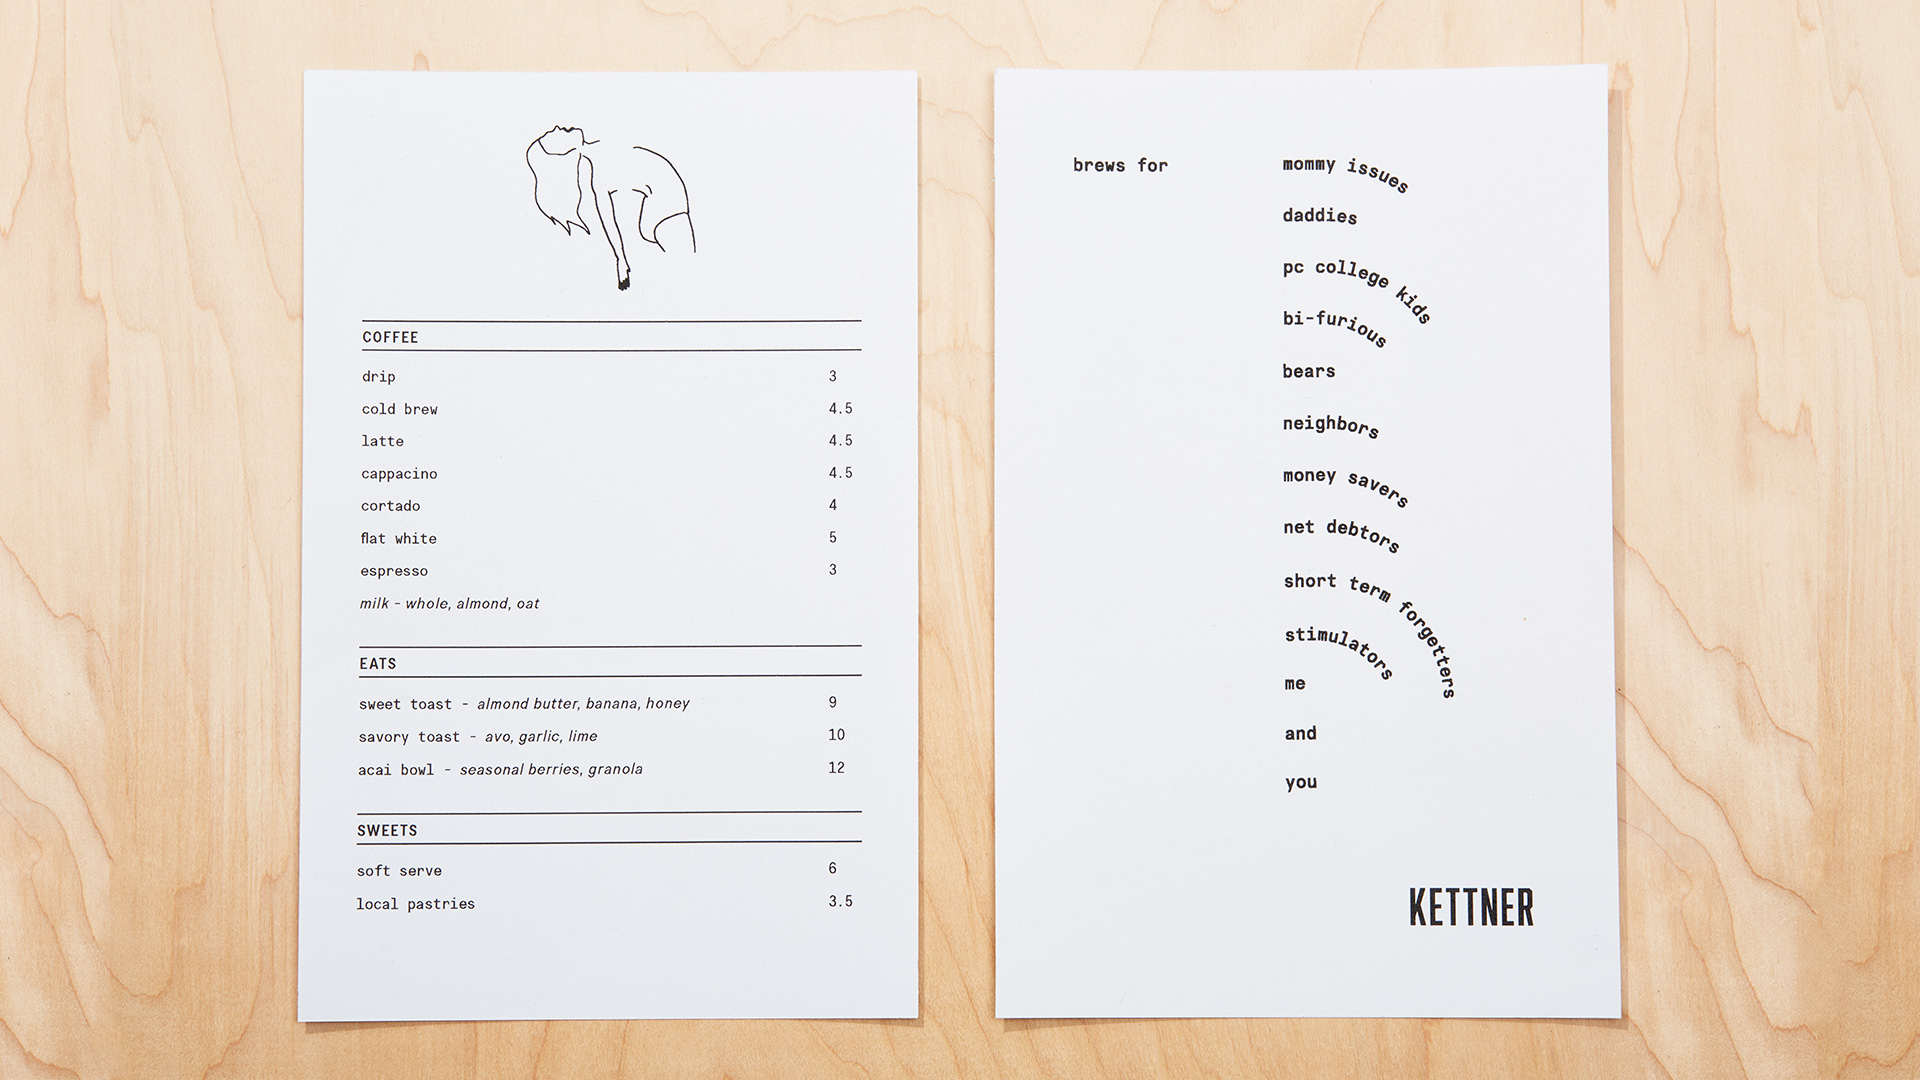 COFFEE
drip 3
cold brew 4.5
latte 4.5
cappacino 4.5
cortado 4
flat white 5
espresso 3
milk - whole, almond, oat
EATS
sweet toast - almond butter, banana, honey 9
savory toast - avo, garlic, lime 10
acai bowl - seasonal berries, granola 12
SWEETS
soft serve 6
local pastries 3.5
brews for mommy issues
daddies
pc college kids
bi-furious
bears
neighbors
money savers
net debtors
short term forgetters
stimulators
me
and
you
KETTNER